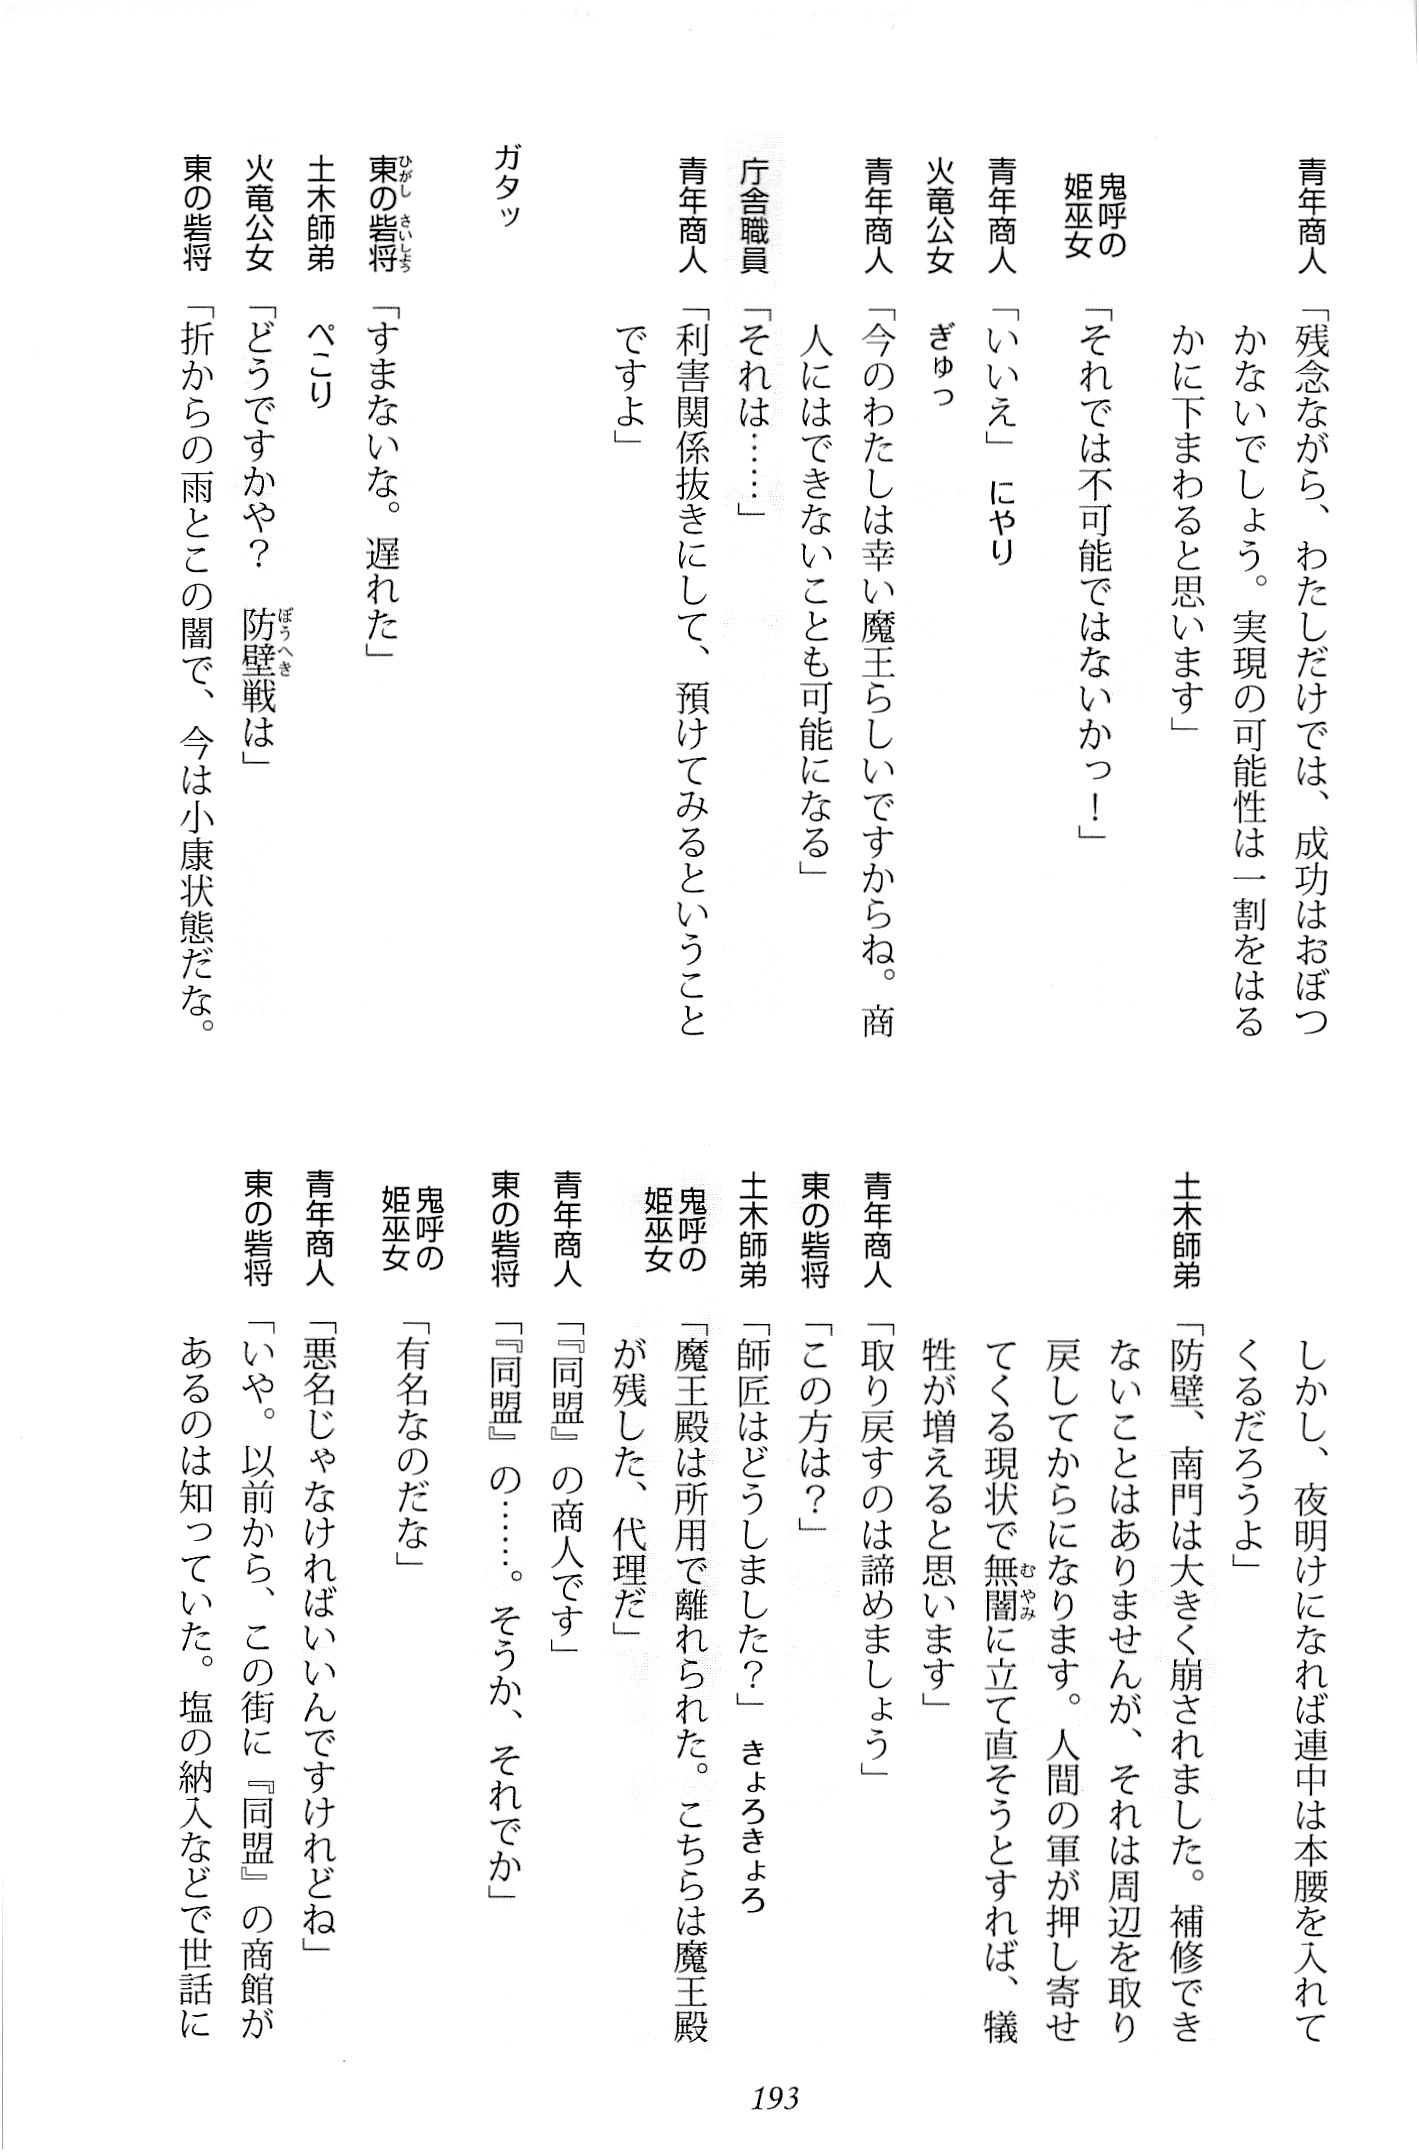 青年商人「残念ながら、わたしだけでは、成功はおぼつ
かないでしょう。実現の可能性は一割をはる
かに下まわると思います」
鬼呼の姫巫女「それでは不可能ではないかっ！」
青年商人「いいえ」 にやり
火竜公女 ぎゅっ
青年商人「今のわたしは幸い魔王らしいですからね。商
人にはできないことも可能になる」
庁舎職員「それは……」
青年商人「利害関係抜きにして、預けてみるということ
ですよ」
ガタッ
東の砦将「すまないな。遅れた」
土木師弟 ぺこり
火竜公女「どうですかや？　防壁戦は」
東の砦将「折からの雨とこの闇で、今は小康状態だな。
しかし、夜明けになれば連中は本腰を入れて
くるだろうよ」
土木師弟「防壁、南門は大きく崩されました。補修でき
ないことはありませんが、それは周辺を取り
戻してからになります。人間の軍が押し寄せ
てくる現状で無闇に立て直そうとすれば、犠
牲が増えると思います」
青年商人「取り戻すのは諦めましょう」
東の砦将「この方は？」
土木師弟「師匠はどうしました？」 きょろきょろ
鬼呼の姫巫女「魔王殿は所用で離れられた。こちらは魔王殿
が残した、代理だ」
青年商人「『同盟』の商人です」
東の砦将「『同盟』の……。そうか、それでか」
鬼呼の姫巫女「有名なのだな」
青年商人「悪名じゃなければいいんですけれどね」
東の砦将「いや。以前から、この街に『同盟』の商館が
あるのは知っていた。塩の納入などで世話に
193